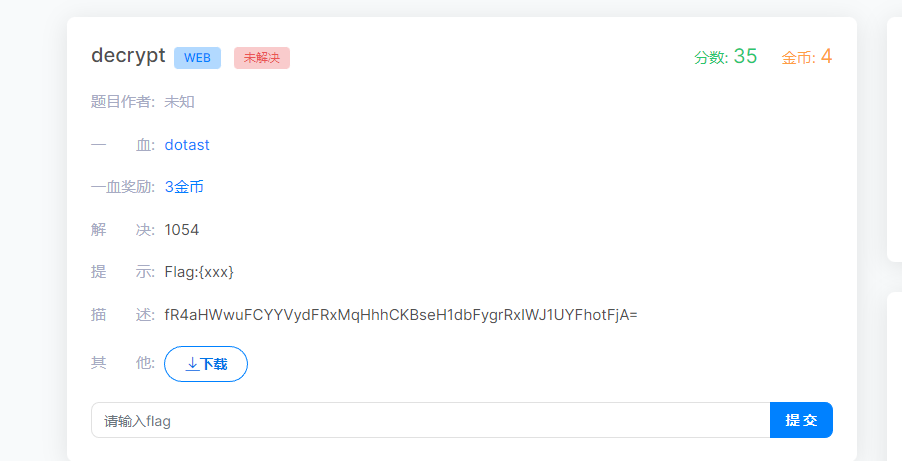 decrypt WEB 未解决 分数: 35 金币: 4
题目作者: 未知
一 血: dotast
一血奖励: 3金币
解 决: 1054
提 示: Flag:{xxx}
描 述: fR4aHWwuFCYYVydFRxMqHhhCKBseH1dbFygrRxIWJ1UYFhotFjA=
其 他: 下载
请输入flag 提 交